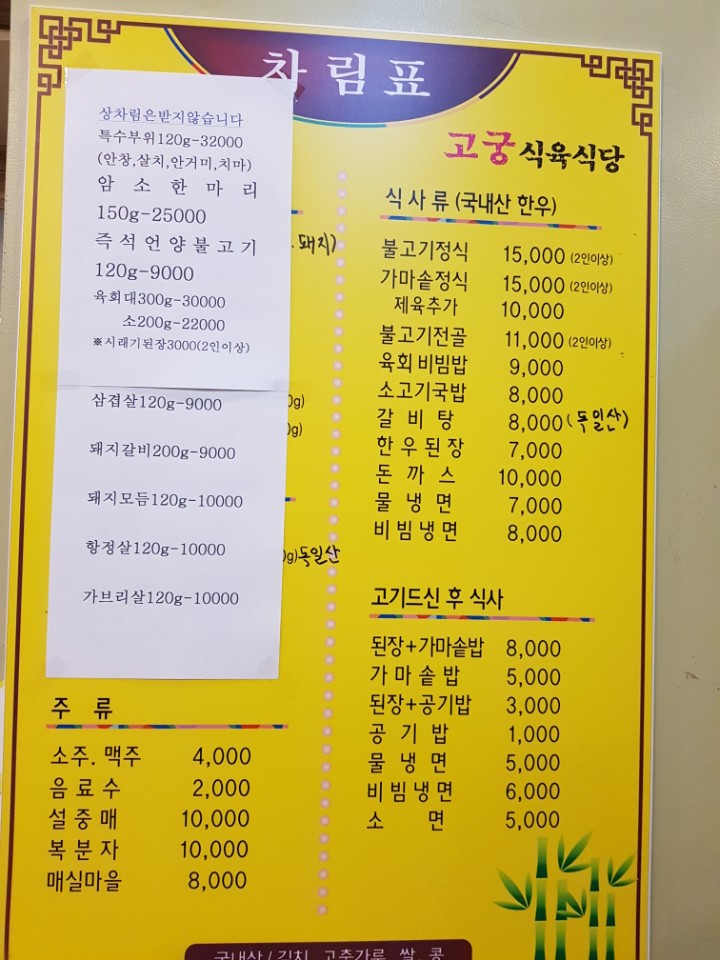 차림표
고궁 식육식당
상차림은받지않습니다
특수부위120g-32000
(안창,살치,안거미,치마)
암 소 한 마 리
150g-25000
즉 석 언 양 불 고 기
120g-9000
육회대300g-30000
소200g-22000
※시래기된장3000(2인이상)
삼겹살120g-9000
돼지갈비200g-9000
돼지모듬120g-10000
항정살120g-10000
가브리살120g-10000
돼지)
0g)
0g)
0g)독일산
주 류
소주. 맥주 4,000
음 료 수 2,000
설 중 매 10,000
복 분 자 10,000
매실마을 8,000
식 사 류 (국내산 한우)
불고기정식 15,000 (2인이상)
가마솥정식 15,000 (2인이상)
제육추가 10,000
불고기전골 11,000 (2인이상)
육회비빔밥 9,000
소고기국밥 8,000
갈 비 탕 8,000 (독일산)
한 우 된 장 7,000
돈 까 스 10,000
물 냉 면 7,000
비 빔 냉 면 8,000
고기드신 후 식사
된장+가마솥밥 8,000
가 마 솥 밥 5,000
된장+공기밥 3,000
공 기 밥 1,000
물 냉 면 5,000
비 빔 냉 면 6,000
소 면 5,000
국내산 / 김치 고춧가루 쌀 콩